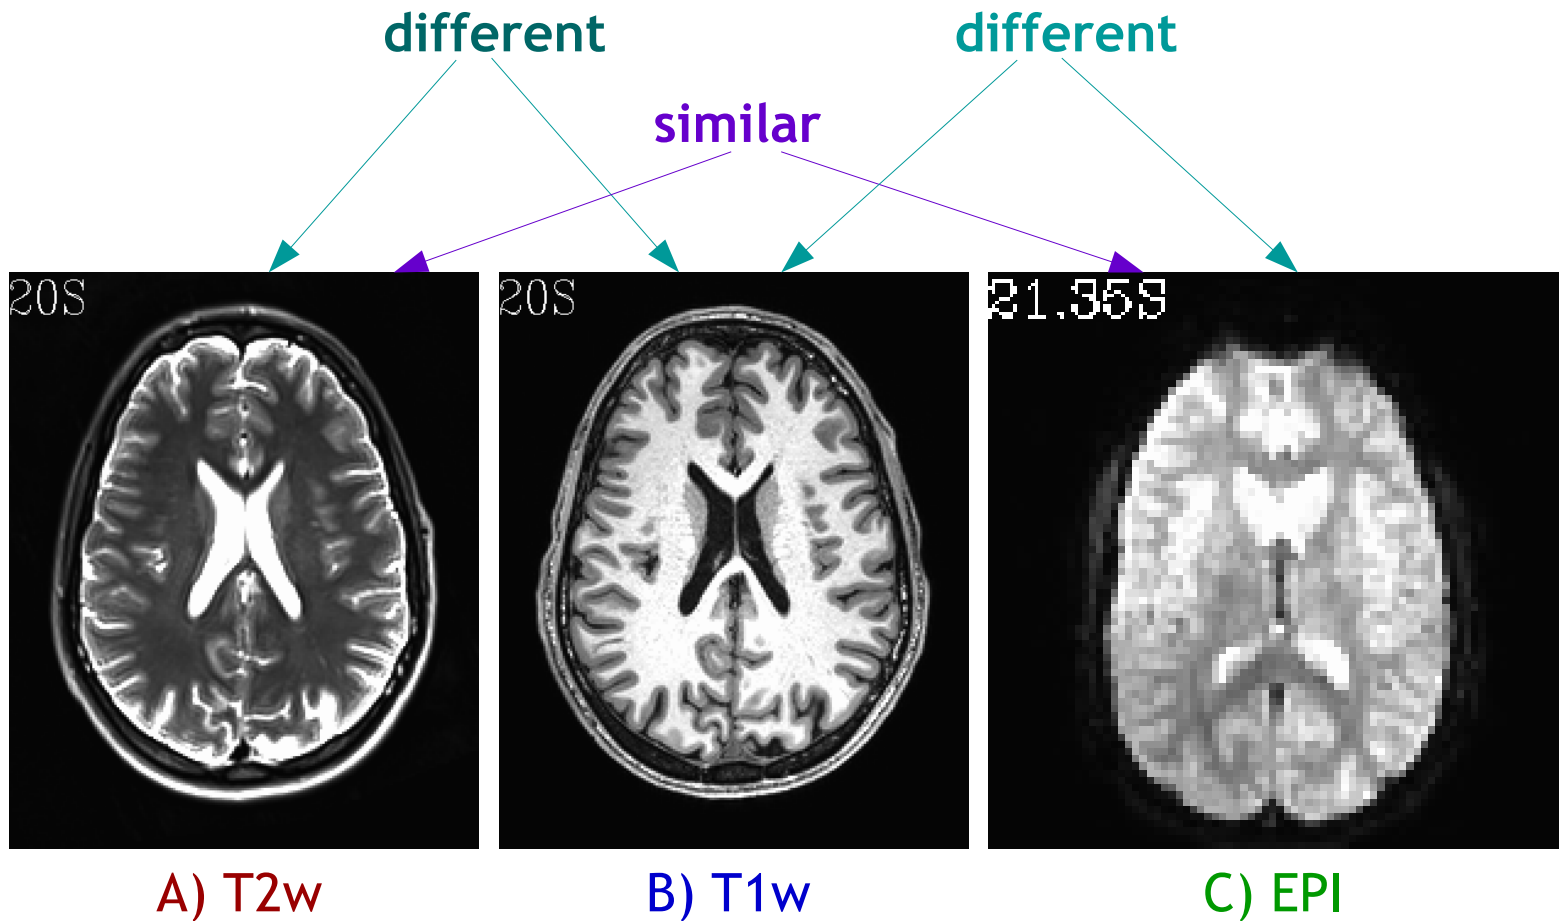 different
different
similar
20S
20S
21.35S
A) T2w
B) T1w
C) EPI